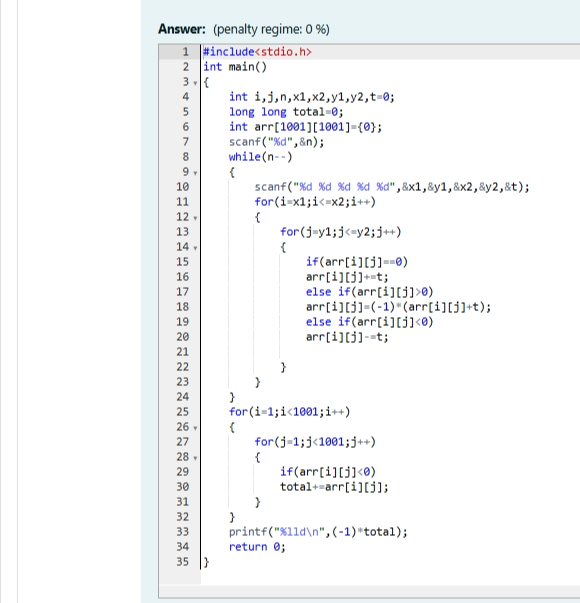 Answer: (penalty regime: 0 %)
1 #include<stdio.h>
2 int main()
3 {
4 int i,j,n,x1,x2,y1,y2,t=0;
5 long long total=0;
6 int arr[1001][1001]={0};
7 scanf("%d",&n);
8 while(n--)
9 {
10 scanf("%d %d %d %d %d",&x1,&y1,&x2,&y2,&t);
11 for(i=x1;i<=x2;i++)
12 {
13 for(j=y1;j<=y2;j++)
14 {
15 if(arr[i][j]==0)
16 arr[i][j]+=t;
17 else if(arr[i][j]>0)
18 arr[i][j]=(-1)*(arr[i][j]+t);
19 else if(arr[i][j]<0)
20 arr[i][j]-=t;
21
22 }
23 }
24 }
25 for(i=1;i<1001;i++)
26 {
27 for(j=1;j<1001;j++)
28 {
29 if(arr[i][j]<0)
30 total+=arr[i][j];
31 }
32 }
33 printf("%lld\n",(-1)*total);
34 return 0;
35 }